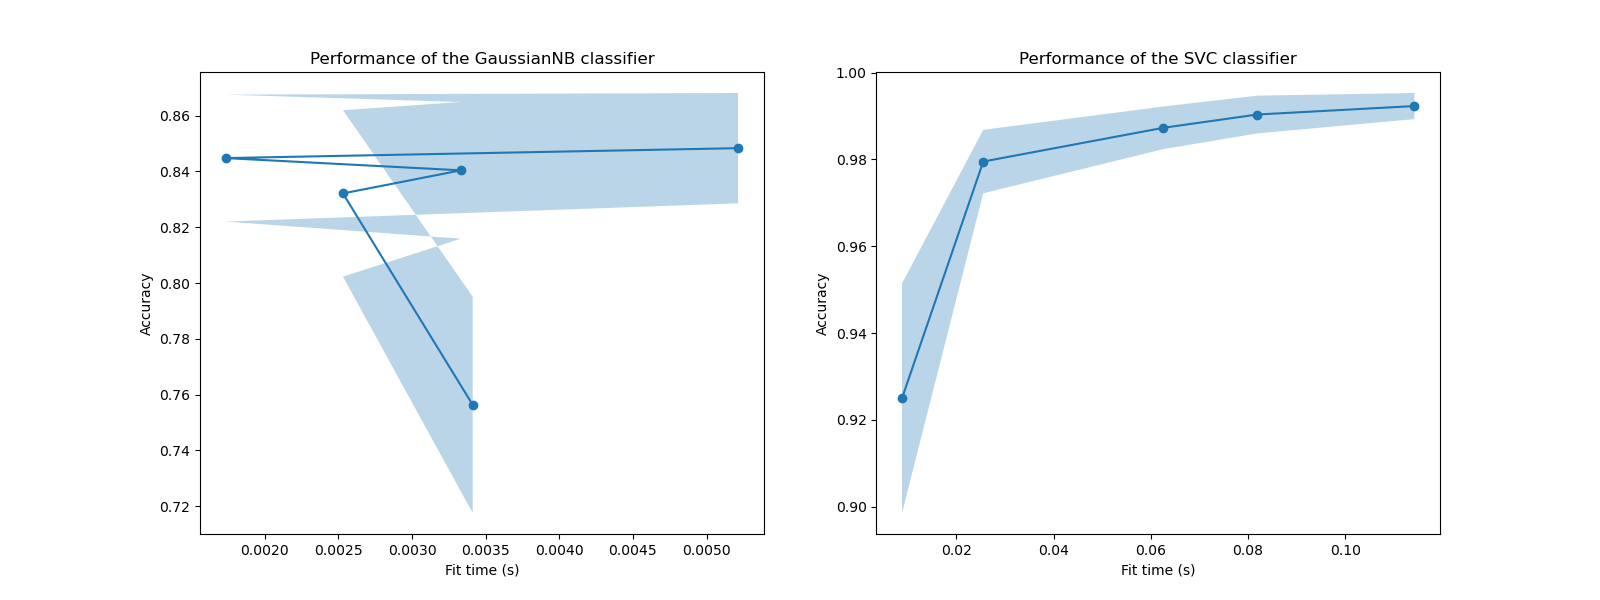 Performance of the GaussianNB classifier
Accuracy
0.86
0.84
0.82
0.80
0.78
0.76
0.74
0.72
0.0020 0.0025 0.0030 0.0035 0.0040 0.0045 0.0050
Fit time (s)
Performance of the SVC classifier
Accuracy
1.00
0.98
0.96
0.94
0.92
0.90
0.02 0.04 0.06 0.08 0.10
Fit time (s)